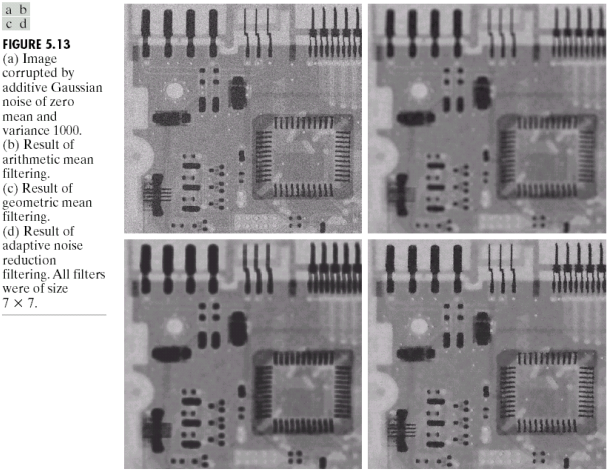 a b
c d
FIGURE 5.13
(a) Image
corrupted by
additive Gaussian
noise of zero
mean and
variance 1000.
(b) Result of
arithmetic mean
filtering.
(c) Result of
geometric mean
filtering.
(d) Result of
adaptive noise
reduction
filtering. All filters
were of size
7 × 7.